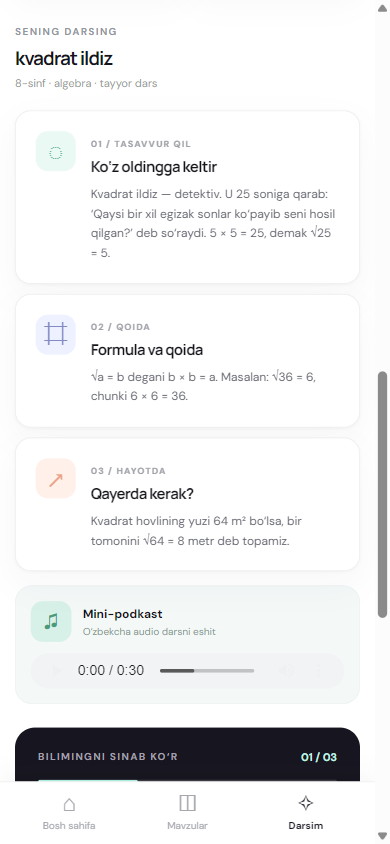 SENING DARSING
kvadrat ildiz
8-sinf · algebra · tayyor dars
01 / TASAVVUR QIL
Ko‘z oldingga keltir
Kvadrat ildiz — detektiv. U 25 soniga qarab:
‘Qaysi bir xil egizak sonlar ko‘payib seni hosil
qilgan?’ deb so‘raydi. 5 × 5 = 25, demak √25
= 5.
02 / QOIDA
Formula va qoida
√a = b degani b × b = a. Masalan: √36 = 6,
chunki 6 × 6 = 36.
03 / HAYOTDA
Qayerda kerak?
Kvadrat hovlining yuzi 64 m² bo‘lsa, bir
tomonini √64 = 8 metr deb topamiz.
Mini-podkast
O‘zbekcha audio darsni eshit
0:00 / 0:30
BILIMINGNI SINAB KO‘R
01 / 03
Bosh sahifa
Mavzular
Darsim